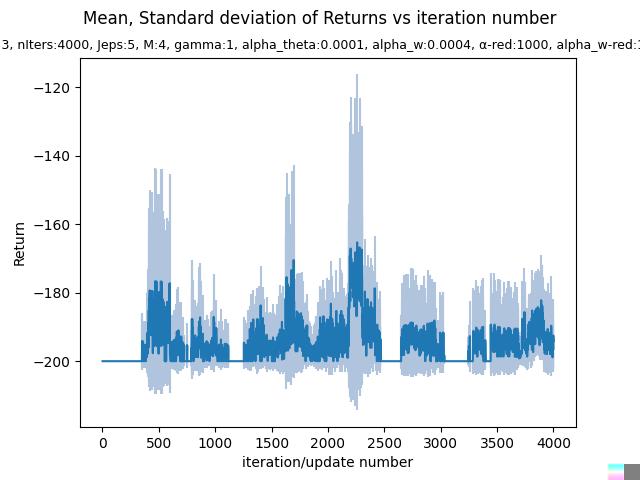 Mean, Standard deviation of Returns vs iteration number
3, nIters:4000, Jeps:5, M:4, gamma:1, alpha_theta:0.0001, alpha_w:0.0004, α-red:1000, alpha_w-red:1
−120
−140
−160
−180
−200
Return
0 500 1000 1500 2000 2500 3000 3500 4000
iteration/update number